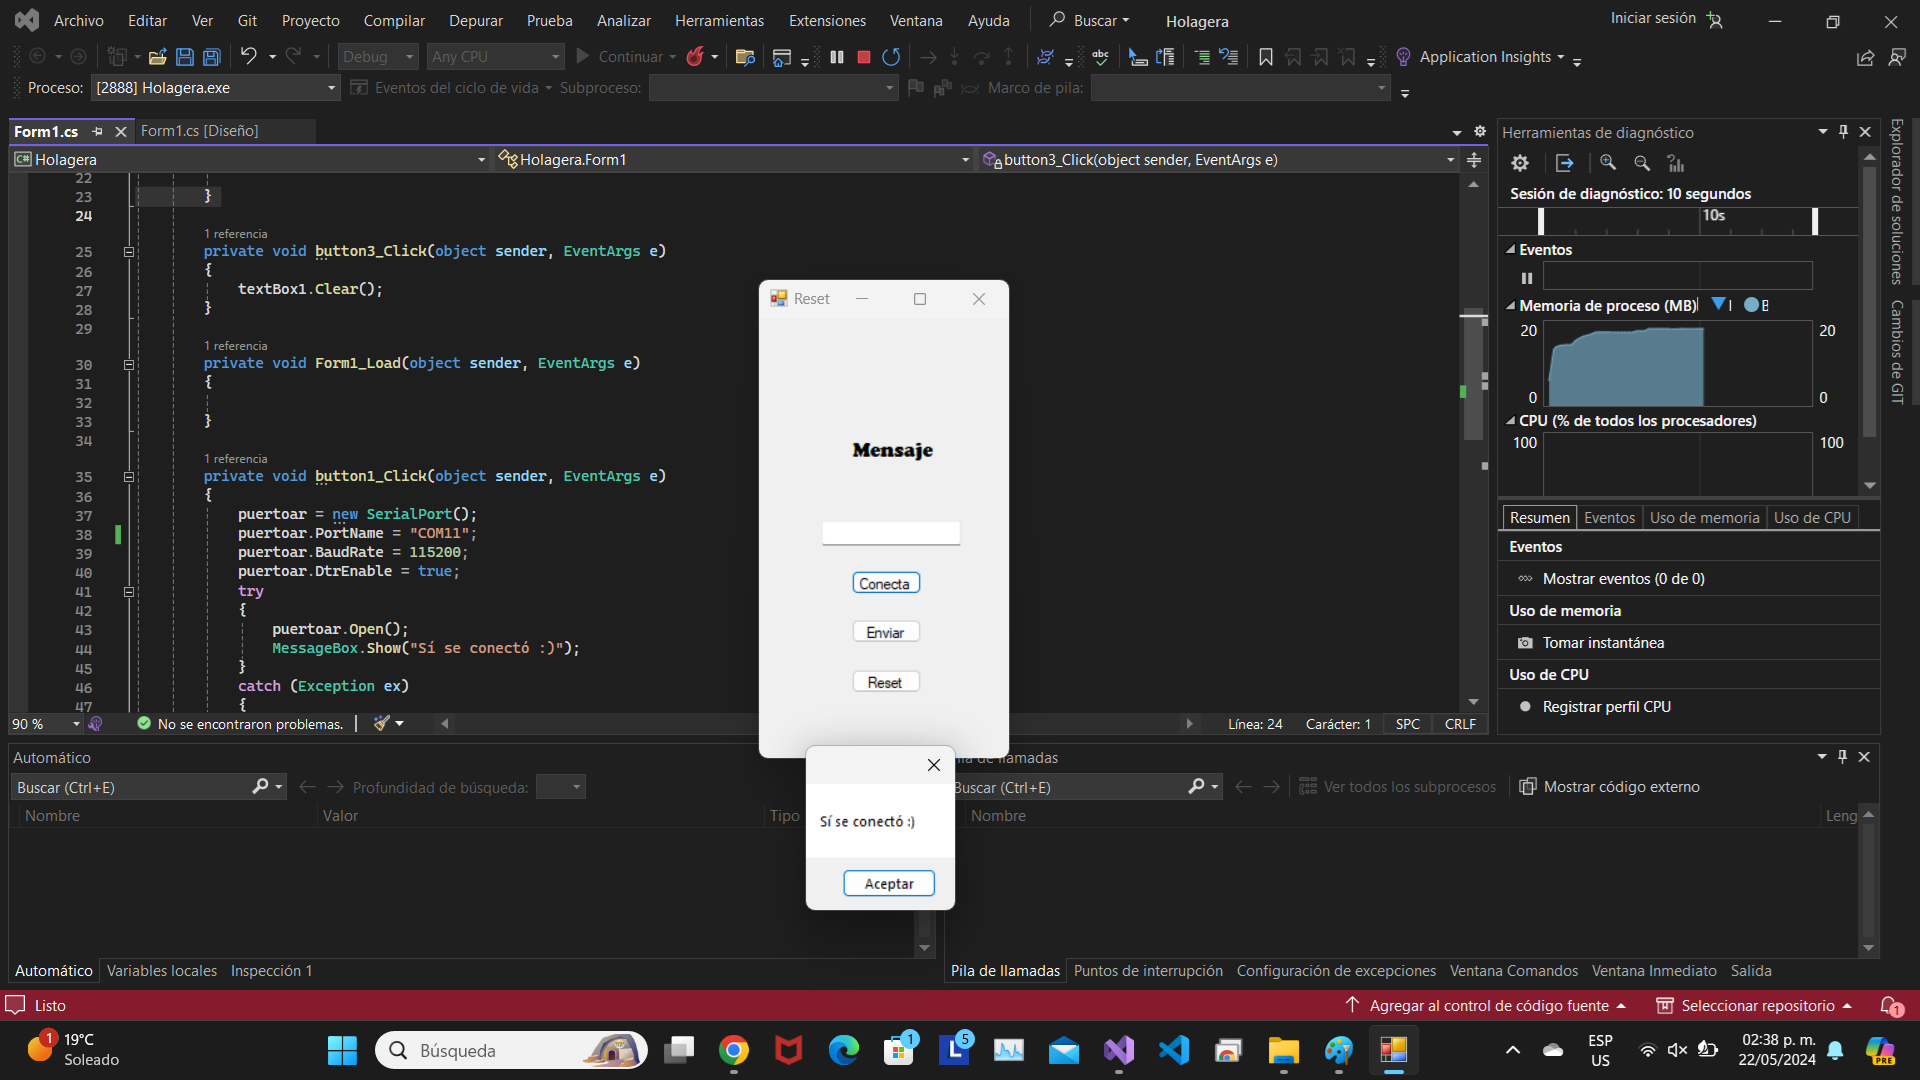 Archivo Editar Ver Git Proyecto Compilar Depurar Prueba Analizar Herramientas Extensiones Ventana Ayuda Buscar Holagera Iniciar sesión
Debug Any CPU Continuar Application Insights
Proceso: [2888] Holagera.exe Eventos del ciclo de vida Subproceso: Marco de pila:
Form1.cs Form1.cs [Diseño]
Holagera Holagera.Form1 button3_Click(object sender, EventArgs e)
22
23 }
24
1 referencia
25 private void button3_Click(object sender, EventArgs e)
26 {
27 textBox1.Clear();
28 }
29
1 referencia
30 private void Form1_Load(object sender, EventArgs e)
31 {
32
33 }
34
1 referencia
35 private void button1_Click(object sender, EventArgs e)
36 {
37 puertoar = new SerialPort();
38 puertoar.PortName = "COM11";
39 puertoar.BaudRate = 115200;
40 puertoar.DtrEnable = true;
41 try
42 {
43 puertoar.Open();
44 MessageBox.Show("Sí se conectó :)");
45 }
46 catch (Exception ex)
47 {
90 % No se encontraron problemas. Línea: 24 Carácter: 1 SPC CRLF
Reset
Mensaje
Conecta
Enviar
Reset
Sí se conectó :)
Aceptar
Herramientas de diagnóstico
Sesión de diagnóstico: 10 segundos
10s
Eventos
Memoria de proceso (MB)
20 20
0 0
CPU (% de todos los procesadores)
100 100
Resumen Eventos Uso de memoria Uso de CPU
Eventos
Mostrar eventos (0 de 0)
Uso de memoria
Tomar instantánea
Uso de CPU
Registrar perfil CPU
Explorador de soluciones
Cambios de GIT
Automático
Buscar (Ctrl+E) Profundidad de búsqueda:
Nombre Valor Tipo
Automático Variables locales Inspección 1
de llamadas
Buscar (Ctrl+E) Ver todos los subprocesos Mostrar código externo
Nombre Leng
Pila de llamadas Puntos de interrupción Configuración de excepciones Ventana Comandos Ventana Inmediato Salida
Listo Agregar al control de código fuente Seleccionar repositorio 1
1 19°C
Soleado
Búsqueda
1
5
L
ESP
US
02:38 p. m.
22/05/2024
PRE